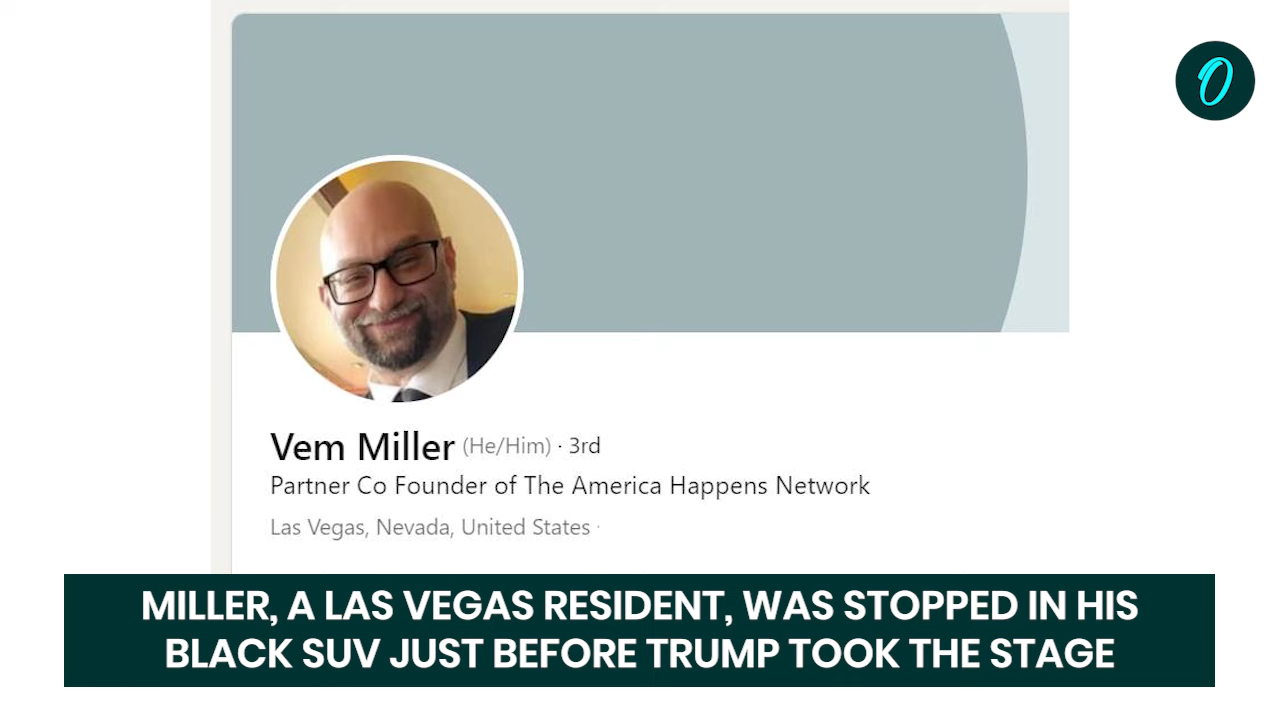 O
Vem Miller (He/Him) · 3rd
Partner Co Founder of The America Happens Network
Las Vegas, Nevada, United States ·
MILLER, A LAS VEGAS RESIDENT, WAS STOPPED IN HIS
BLACK SUV JUST BEFORE TRUMP TOOK THE STAGE